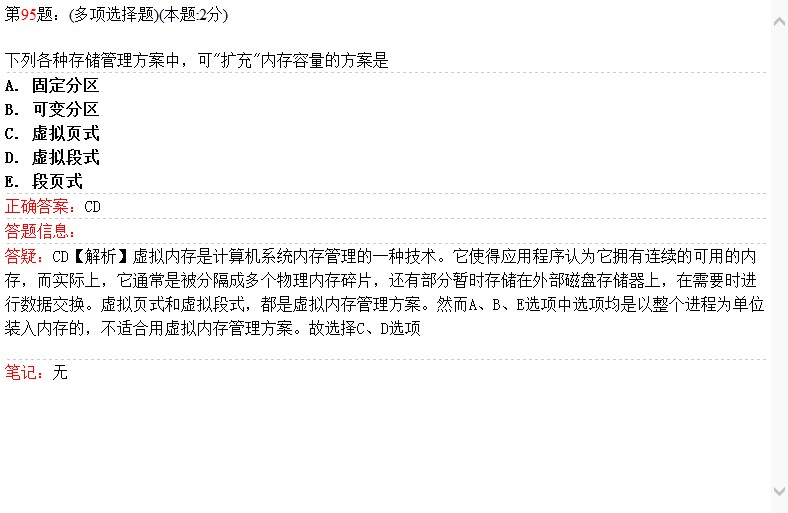 第95题：(多项选择题)(本题:2分)
下列各种存储管理方案中，可"扩充"内存容量的方案是
A. 固定分区
B. 可变分区
C. 虚拟页式
D. 虚拟段式
E. 段页式
正确答案：CD
答题信息：
答疑：CD【解析】虚拟内存是计算机系统内存管理的一种技术。它使得应用程序认为它拥有连续的可用的内
存，而实际上，它通常是被分隔成多个物理内存碎片，还有部分暂时存储在外部磁盘存储器上，在需要时进
行数据交换。虚拟页式和虚拟段式，都是虚拟内存管理方案。然而A、B、E选项中选项均是以整个进程为单位
装入内存的，不适合用虚拟内存管理方案。故选择C、D选项
笔记：无